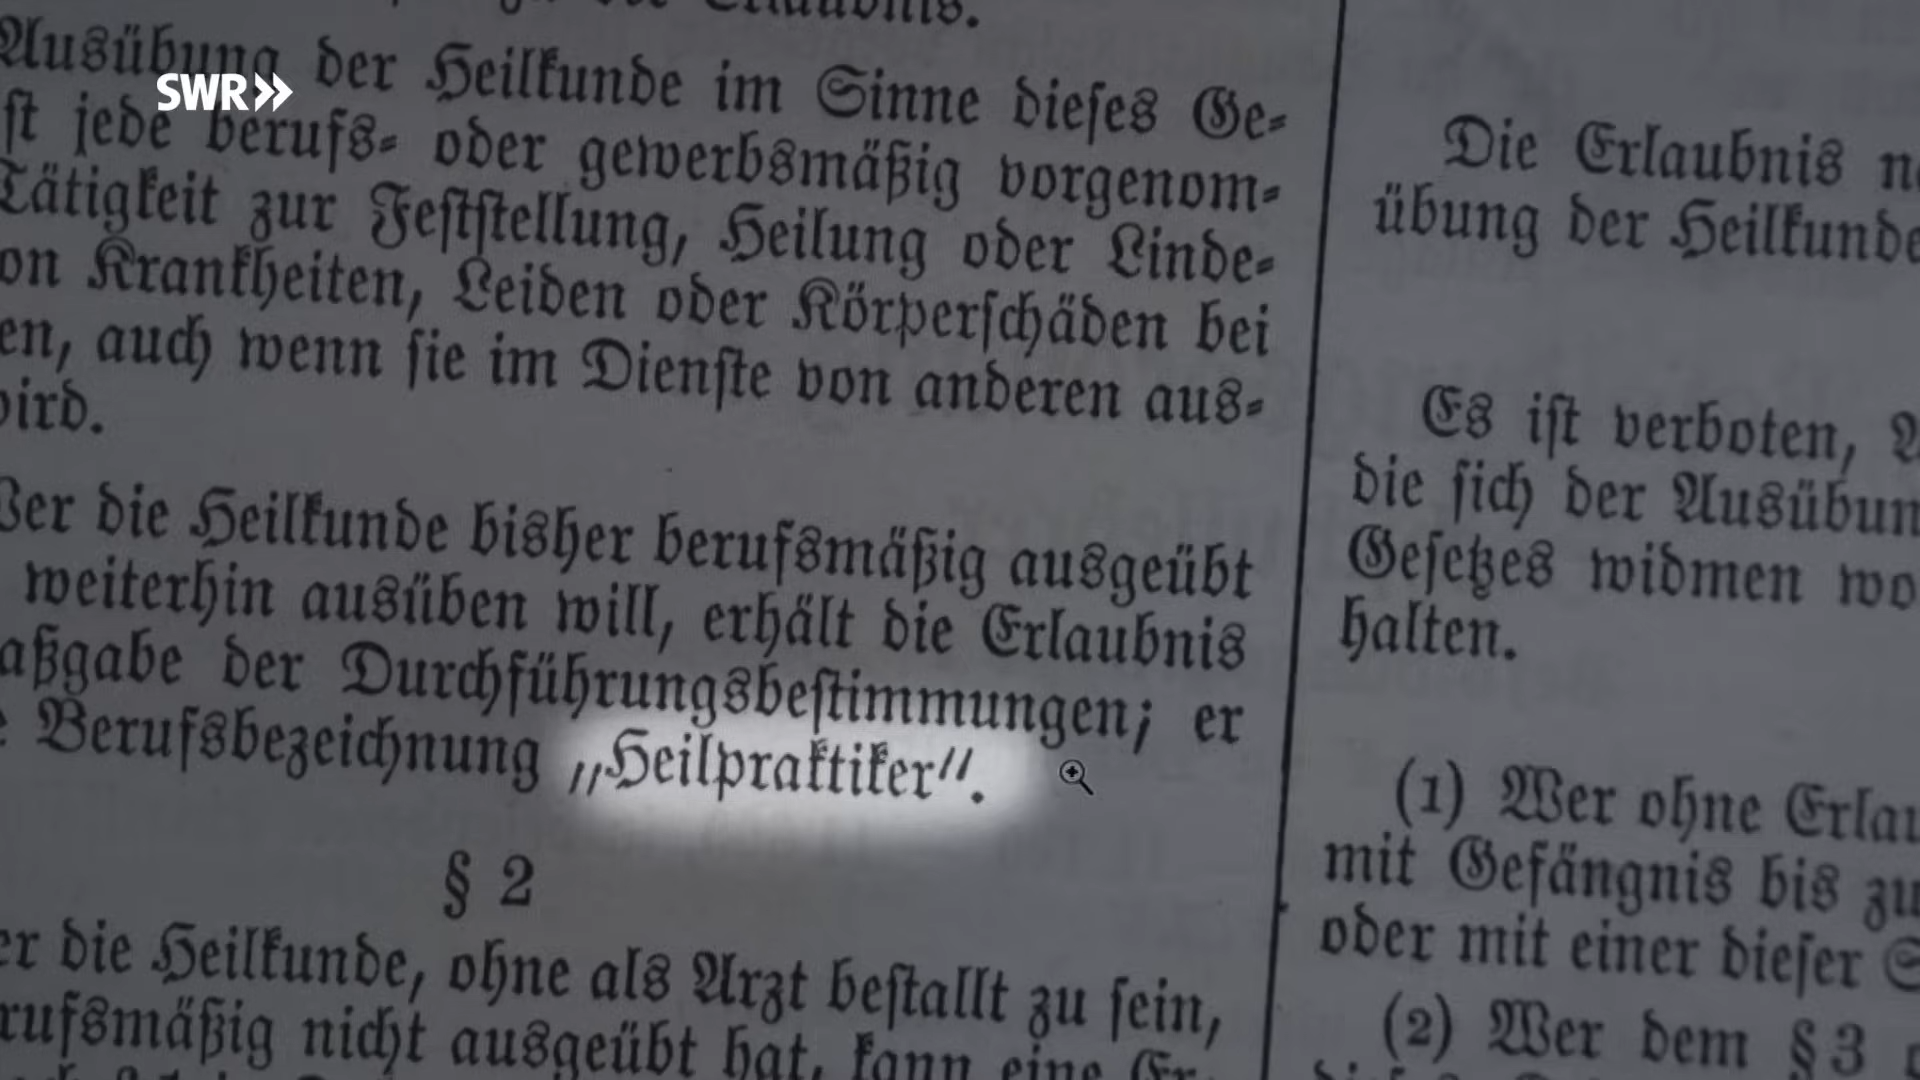 SWR»
Ausübung der Heilkunde im Sinne dieses Ge-
ist jede berufs- oder gewerbsmäßig vorgenom-
Tätigkeit zur Feststellung, Heilung oder Linde-
on Krankheiten, Leiden oder Körperschäden bei
en, auch wenn sie im Dienste von anderen aus-
wird.
Wer die Heilkunde bisher berufsmäßig ausgeübt
weiterhin ausüben will, erhält die Erlaubnis
aßgabe der Durchführungsbestimmungen; er
Berufsbezeichnung „Heilpraktiker".
§ 2
er die Heilkunde, ohne als Arzt bestallt zu sein,
rufsmäßig nicht ausgeübt hat, kann eine Er-
Die Erlaubnis
übung der Heilkunde
Es ist verboten,
die sich der Ausübun
Gesetzes widmen wo
halten.
(1) Wer ohne Erlau
mit Gefängnis bis zu
oder mit einer dieser
(2) Wer dem § 3